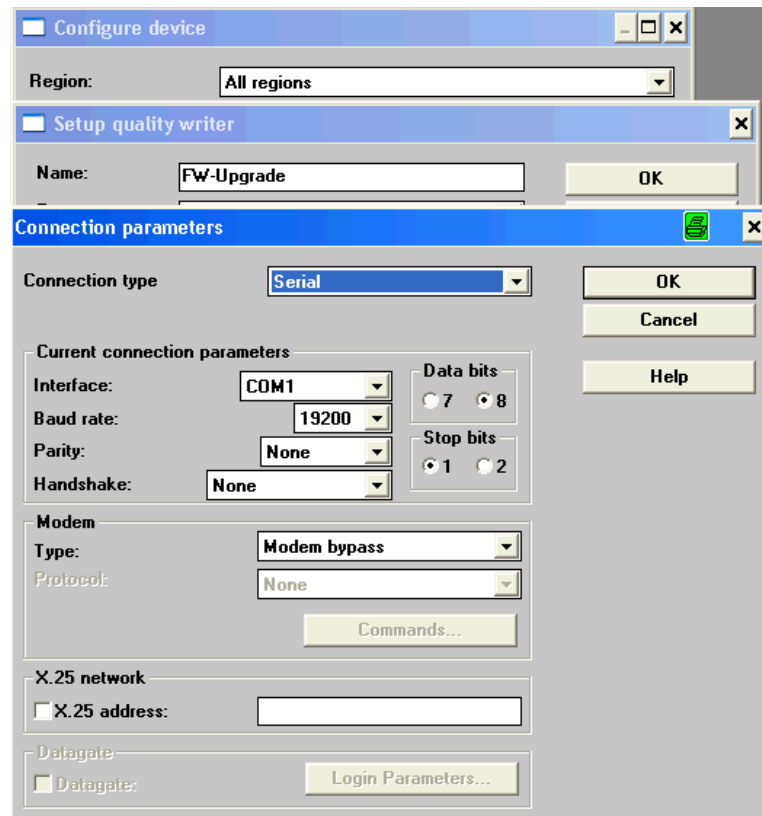 Configure device
Region: All regions
Setup quality writer
Name: FW-Upgrade OK
Connection parameters
Connection type Serial OK
Cancel
Help
Current connection parameters
Interface: COM1
Baud rate: 19200
Parity: None
Handshake: None
Data bits
7 8
Stop bits
1 2
Modem
Type: Modem bypass
Protocol: None
Commands...
X.25 network
X.25 address:
Datagate
Datagate: Login Parameters...